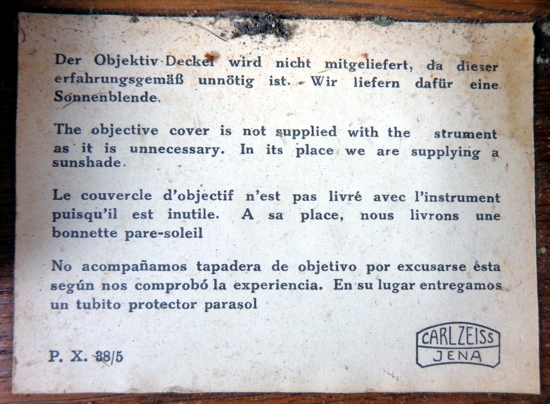 Der Objektiv-Deckel wird nicht mitgeliefert, da dieser
erfahrungsgemäß unnötig ist. Wir liefern dafür eine
Sonnenblende.
The objective cover is not supplied with the strument
as it is unnecessary. In its place we are supplying a
sunshade.
Le couvercle d'objectif n'est pas livré avec l'instrument
puisqu'il est inutile. A sa place, nous livrons une
bonnette pare-soleil
No acompañamos tapadera de objetivo por excusarse ésta
según nos comprobó la experiencia. En su lugar entregamos
un tubito protector parasol
P. X. 38/5
CARL ZEISS
JENA